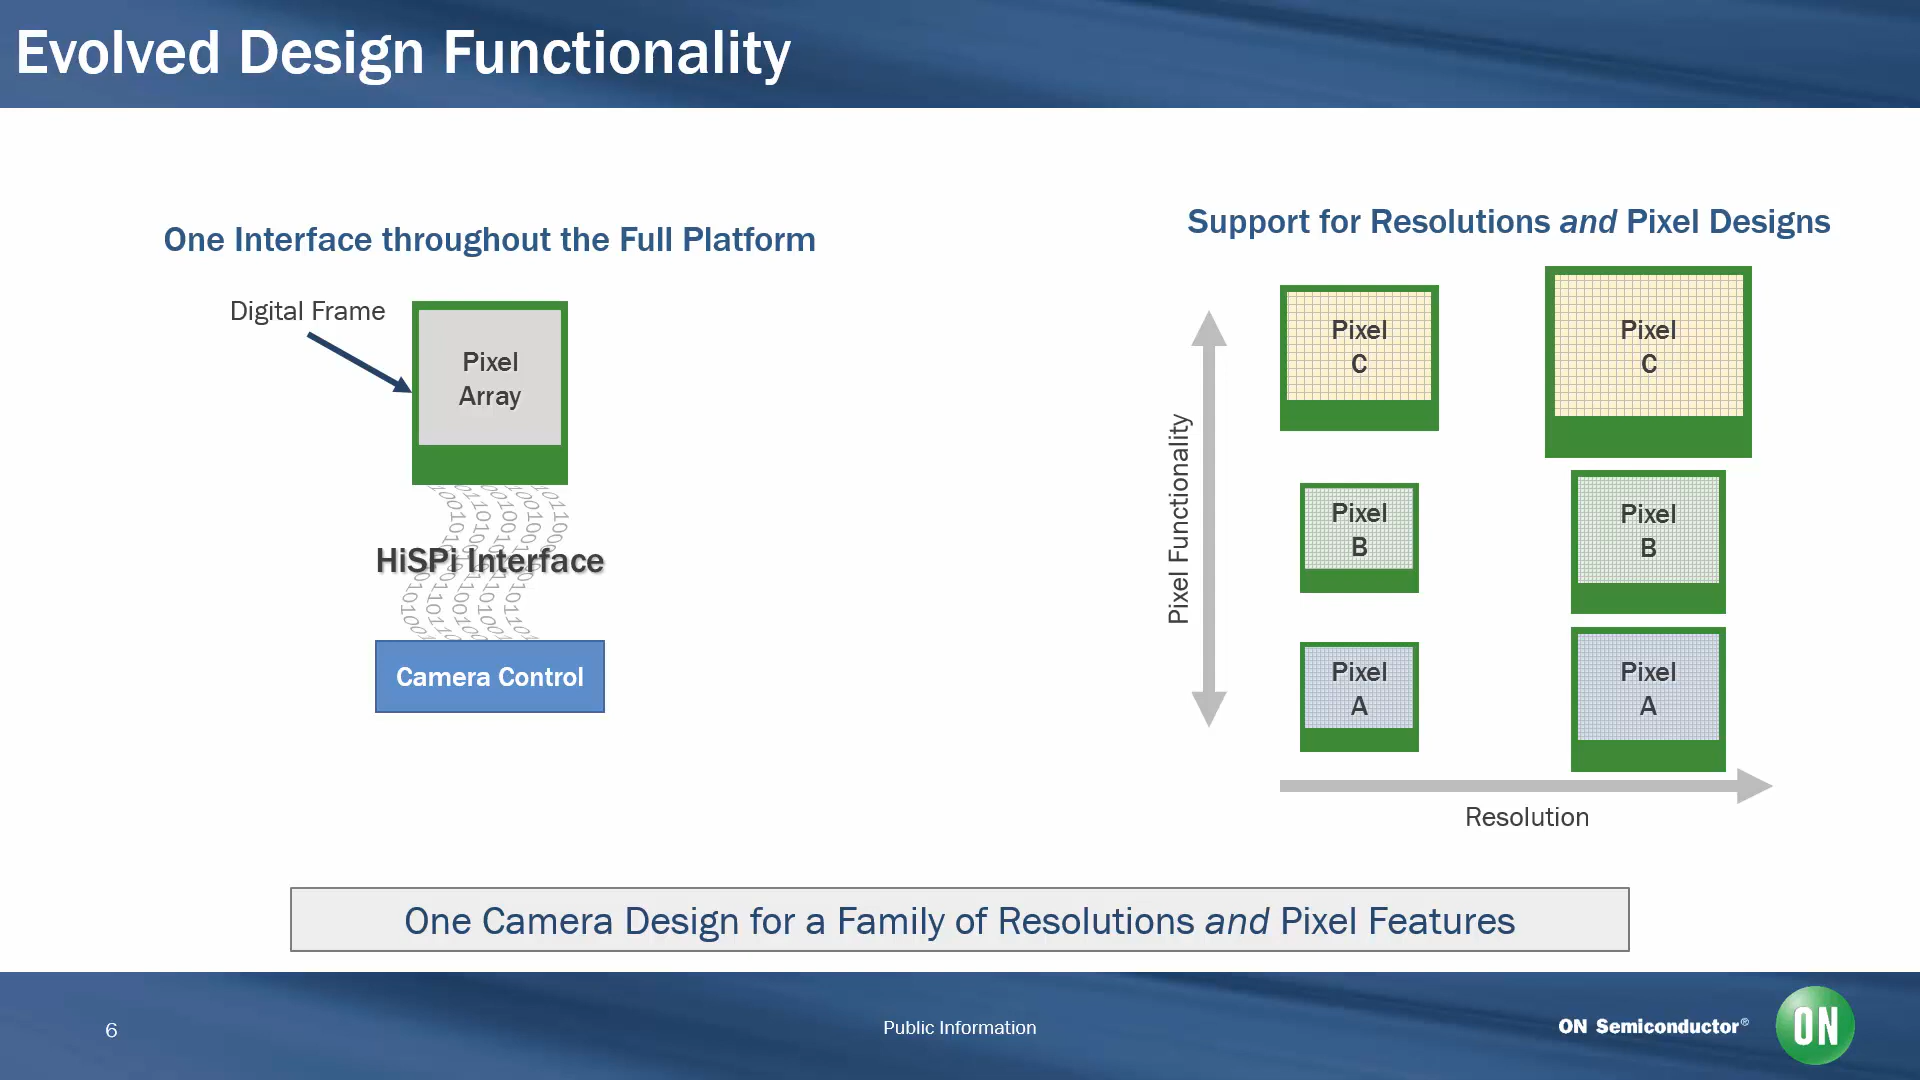 Evolved Design Functionality
One Interface throughout the Full Platform
Digital Frame
Pixel
Array
HiSPi Interface
Camera Control
Support for Resolutions and Pixel Designs
Pixel Functionality
Pixel
C
Pixel
C
Pixel
B
Pixel
B
Pixel
A
Pixel
A
Resolution
One Camera Design for a Family of Resolutions and Pixel Features
6
Public Information
ON Semiconductor®
ON